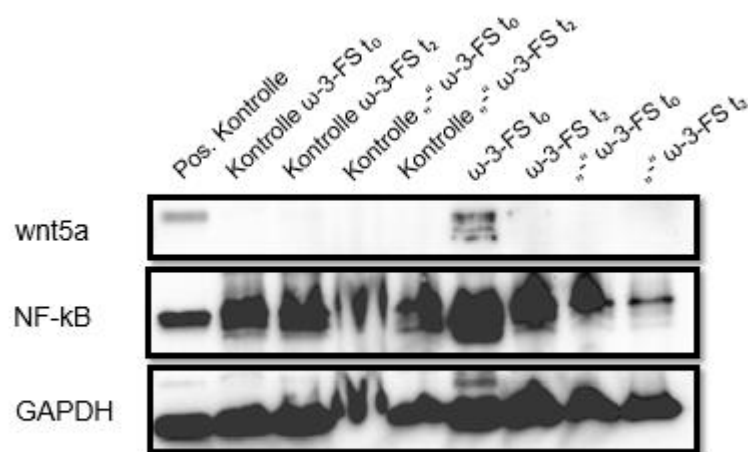 Pos. Kontrolle
Kontrolle ω-3-FS t₀
Kontrolle ω-3-FS t₂
Kontrolle „-“ ω-3-FS t₀
Kontrolle „-“ ω-3-FS t₂
ω-3-FS t₀
ω-3-FS t₂
„-“ ω-3-FS t₀
„-“ ω-3-FS t₂
wnt5a
NF-kB
GAPDH